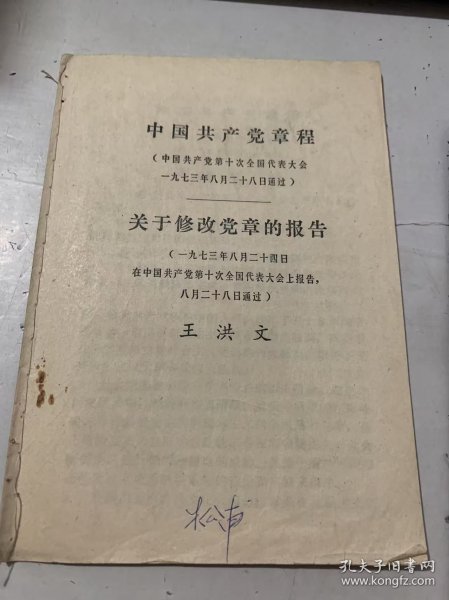 中国共产党章程
(中国共产党第十次全国代表大会
一九七三年八月二十八日通过)
关于修改党章的报告
(一九七三年八月二十四日
在中国共产党第十次全国代表大会上报告，
八月二十八日通过)
王洪文
松浦
孔夫子旧书网
www.kongfz.com